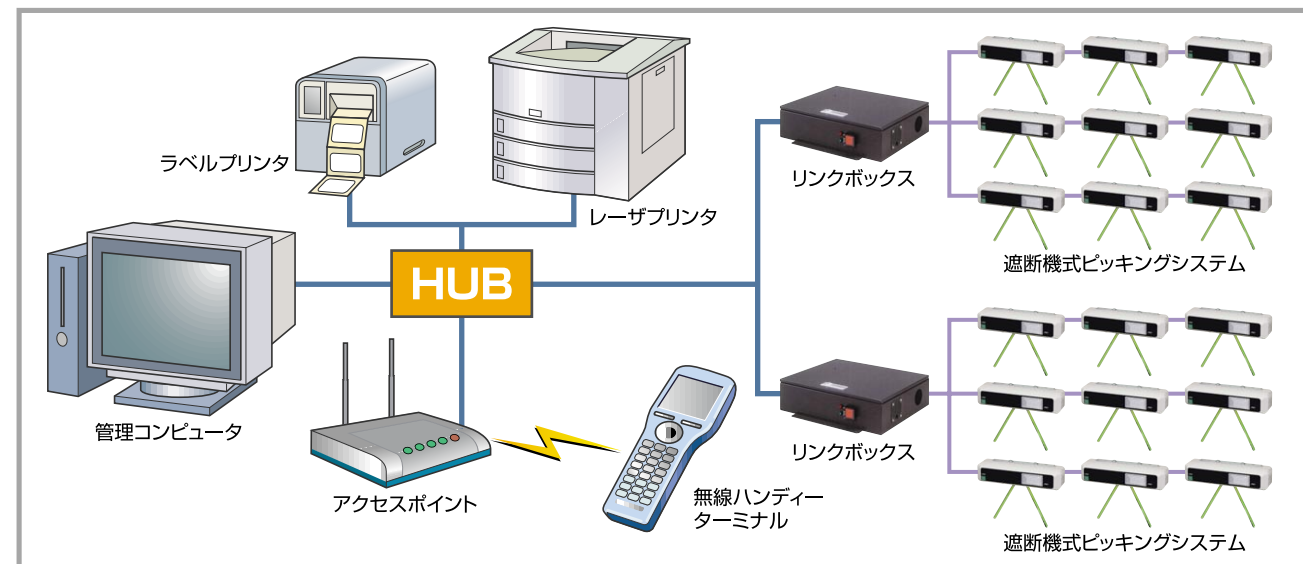 ラベルプリンタ
レーザプリンタ
リンクボックス
遮断機式ピッキングシステム
HUB
管理コンピュータ
アクセスポイント
無線ハンディー
ターミナル
リンクボックス
遮断機式ピッキングシステム